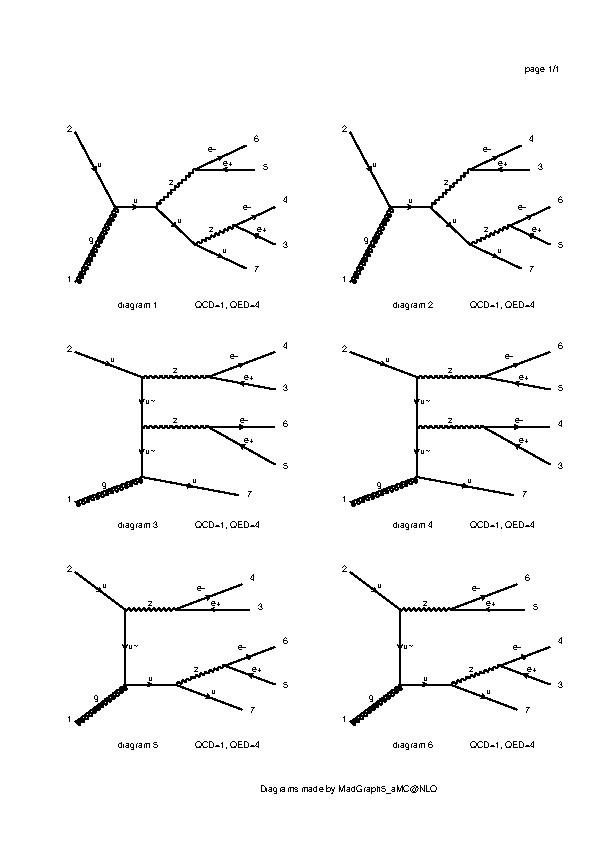 page 1/1
2 u g 1 u z e- 6 e+ 5 u z e- 4 e+ 3 u 7
diagram 1 QCD=1, QED=4
2 u g 1 u z e- 4 e+ 3 u z e- 6 e+ 5 u 7
diagram 2 QCD=1, QED=4
2 u z e- 4 e+ 3 u~ z e- 6 e+ 5 u~ g 1 u 7
diagram 3 QCD=1, QED=4
2 u z e- 6 e+ 5 u~ z e- 4 e+ 3 u~ g 1 u 7
diagram 4 QCD=1, QED=4
2 u z e- 4 e+ 3 u~ g 1 u z e- 6 e+ 5 u 7
diagram 5 QCD=1, QED=4
2 u z e- 6 e+ 5 u~ g 1 u z e- 4 e+ 3 u 7
diagram 6 QCD=1, QED=4
Diagrams made by MadGraph5_aMC@NLO